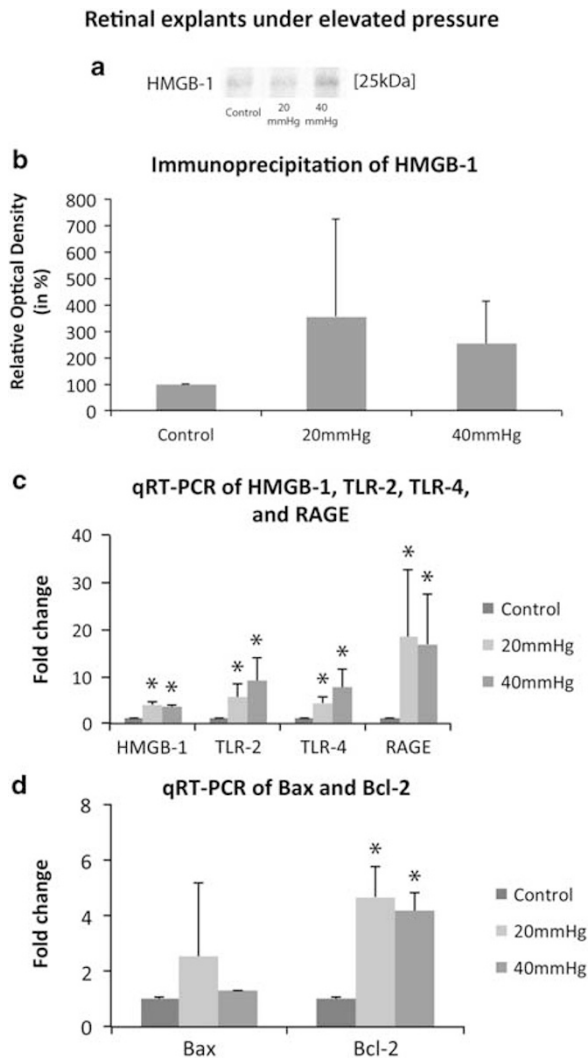 Retinal explants under elevated pressure
a
HMGB-1
[25kDa]
Control
20
mmHg
40
mmHg
b
Immunoprecipitation of HMGB-1
Relative Optical Density
(in %)
800
700
600
500
400
300
200
100
0
Control
20mmHg
40mmHg
c
qRT-PCR of HMGB-1, TLR-2, TLR-4,
and RAGE
Fold change
40
30
20
10
0
* * * * * * * *
HMGB-1
TLR-2
TLR-4
RAGE
Control
20mmHg
40mmHg
d
qRT-PCR of Bax and Bcl-2
Fold change
8
6
4
2
0
* *
Bax
Bcl-2
Control
20mmHg
40mmHg